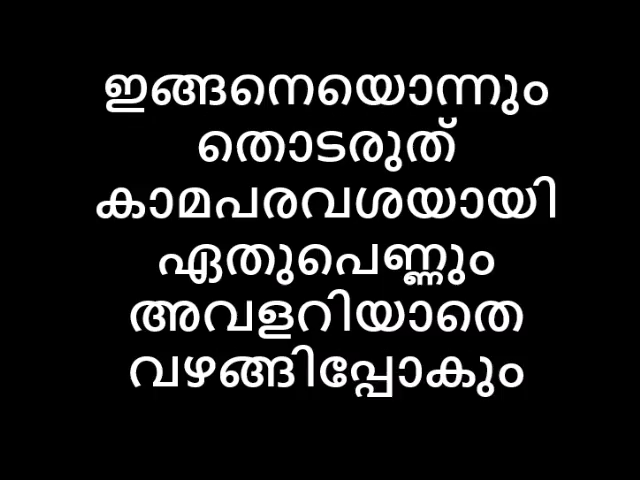 ഇങ്ങനെയൊന്നും
തൊടരുത്
കാമപരവശയായി
ഏതുപെണ്ണും
അവളറിയാതെ
വഴങ്ങിപ്പോകും